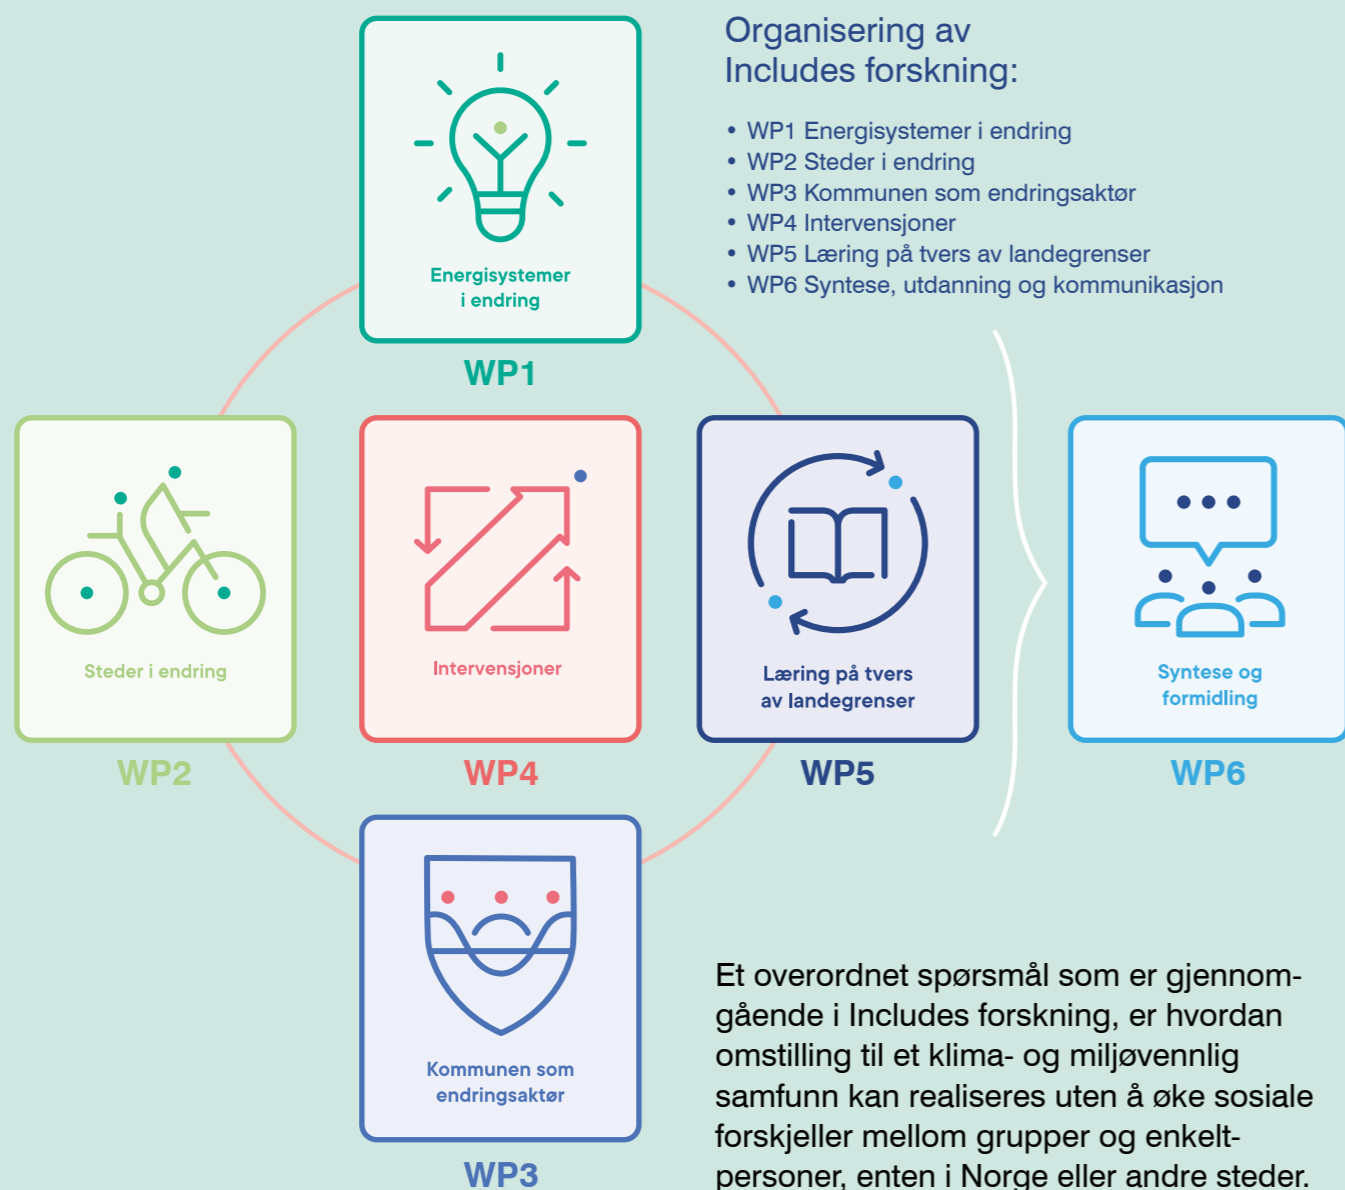 Organisering av
Includes forskning:
• WP1 Energisystemer i endring
• WP2 Steder i endring
• WP3 Kommunen som endringsaktør
• WP4 Intervensjoner
• WP5 Læring på tvers av landegrenser
• WP6 Syntese, utdanning og kommunikasjon
Energisystemer
i endring
WP1
Steder i endring
WP2
Intervensjoner
WP4
Læring på tvers
av landegrenser
WP5
Syntese og
formidling
WP6
Kommunen som
endringsaktør
WP3
Et overordnet spørsmål som er gjennom-
gående i Includes forskning, er hvordan
omstilling til et klima- og miljøvennlig
samfunn kan realiseres uten å øke sosiale
forskjeller mellom grupper og enkelt-
personer, enten i Norge eller andre steder.